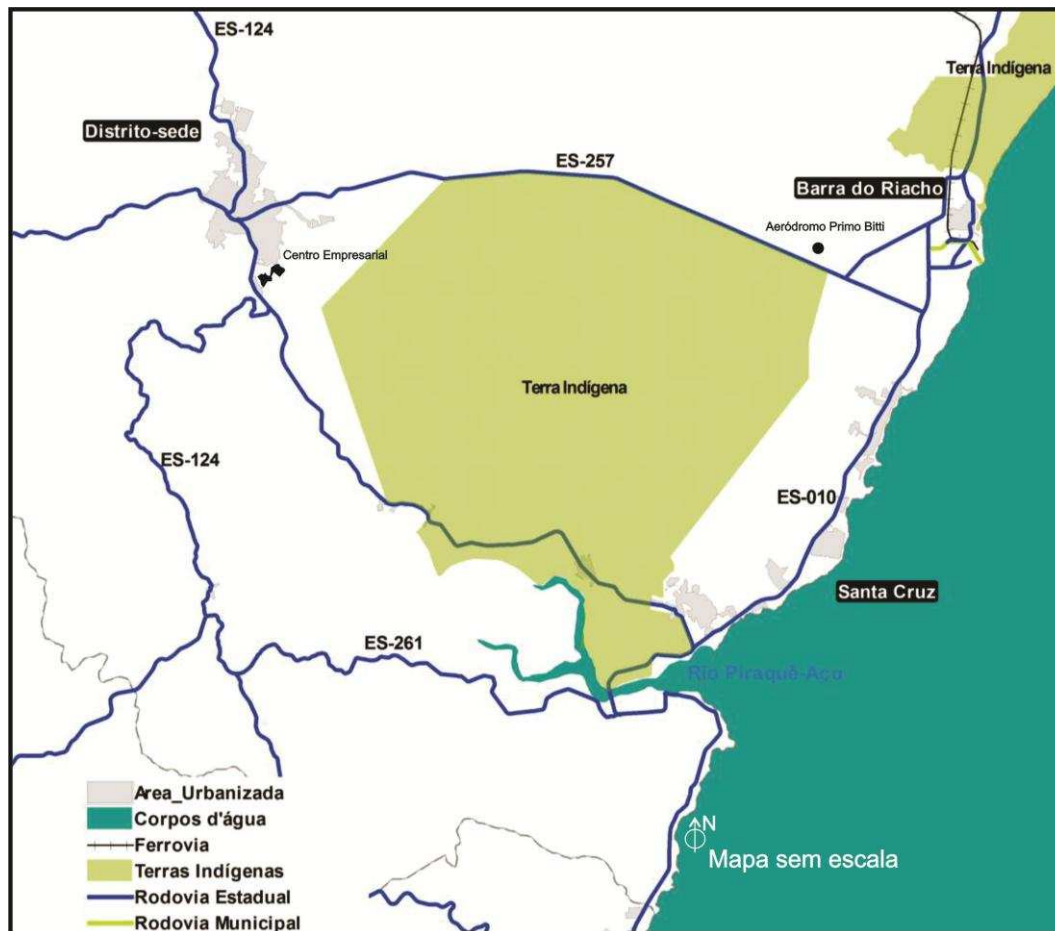 ES-124
Terra Indígena
Distrito-sede
ES-257
Barra do Riacho
Aeródromo Primo Bitti
Centro Empresarial
Terra Indígena
ES-124
ES-010
Santa Cruz
ES-261
Rio Piraquê-Açu
Area_Urbanizada
Corpos d'água
Ferrovia
Terras Indígenas
Rodovia Estadual
Rodovia Municipal
N
Mapa sem escala